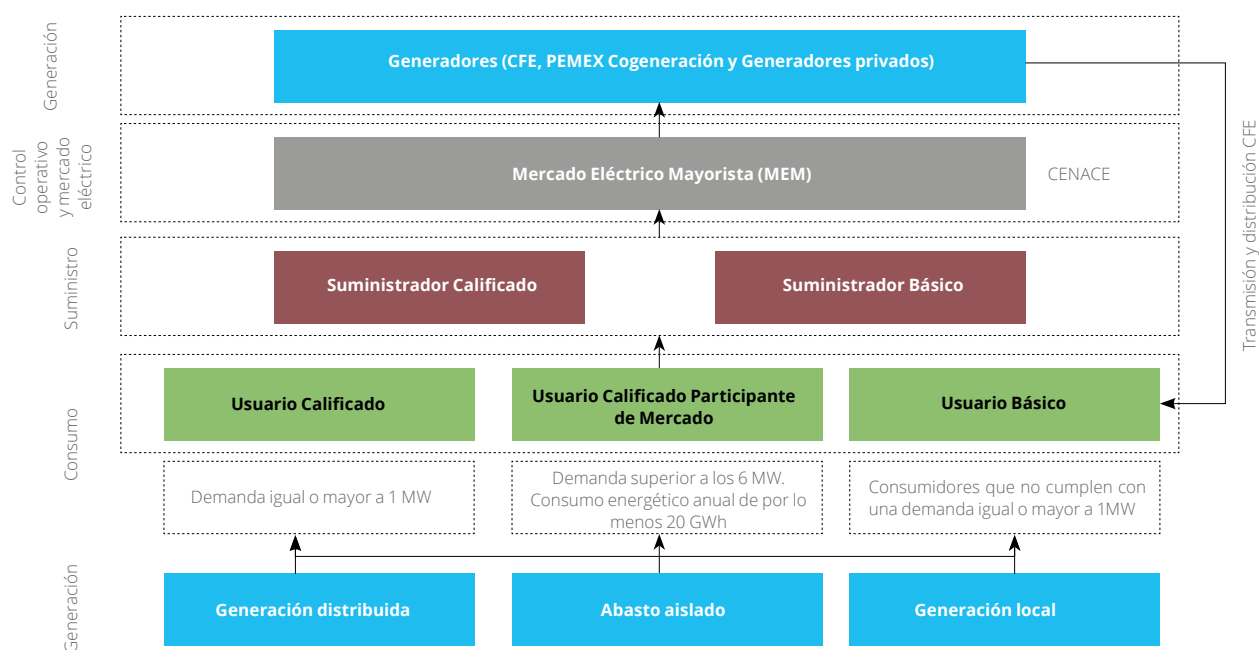 Generación
Generadores (CFE, PEMEX Cogeneración y Generadores privados)
Control
operativo
y mercado
eléctrico
Mercado Eléctrico Mayorista (MEM)
CENACE
Transmisión y distribución CFE
Suministro
Suministrador Calificado
Suministrador Básico
Consumo
Usuario Calificado
Usuario Calificado Participante
de Mercado
Usuario Básico
Demanda igual o mayor a 1 MW
Demanda superior a los 6 MW.
Consumo energético anual de por lo
menos 20 GWh
Consumidores que no cumplen con
una demanda igual o mayor a 1MW
Generación
Generación distribuida
Abasto aislado
Generación local